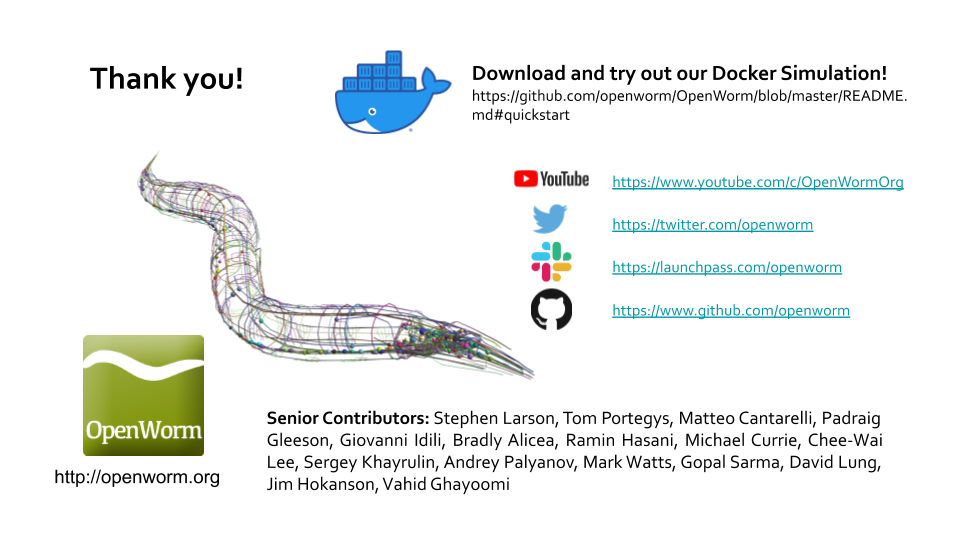 Thank you!
Download and try out our Docker Simulation!
https://github.com/openworm/OpenWorm/blob/master/README.
md#quickstart
YouTube
https://www.youtube.com/c/OpenWormOrg
https://twitter.com/openworm
https://launchpass.com/openworm
https://www.github.com/openworm
OpenWorm
http://openworm.org
Senior Contributors: Stephen Larson, Tom Portegys, Matteo Cantarelli, Padraig
Gleeson, Giovanni Idili, Bradly Alicea, Ramin Hasani, Michael Currie, Chee-Wai
Lee, Sergey Khayrulin, Andrey Palyanov, Mark Watts, Gopal Sarma, David Lung,
Jim Hokanson, Vahid Ghayoomi